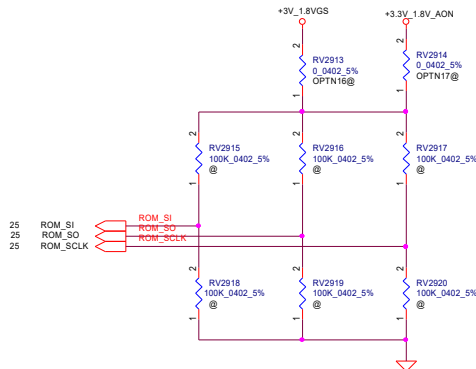 +3V_1.8VGS
+3.3V_1.8V_AON
2
RV2913
0_0402_5%
OPTN16@
1
2
RV2914
0_0402_5%
OPTN17@
1
2
RV2915
100K_0402_5%
@
1
2
RV2916
100K_0402_5%
@
1
2
RV2917
100K_0402_5%
@
1
25 ROM_SI ROM_SI
25 ROM_SO ROM_SO
25 ROM_SCLK ROM_SCLK
2
RV2918
100K_0402_5%
@
1
2
RV2919
100K_0402_5%
@
1
2
RV2920
100K_0402_5%
@
1